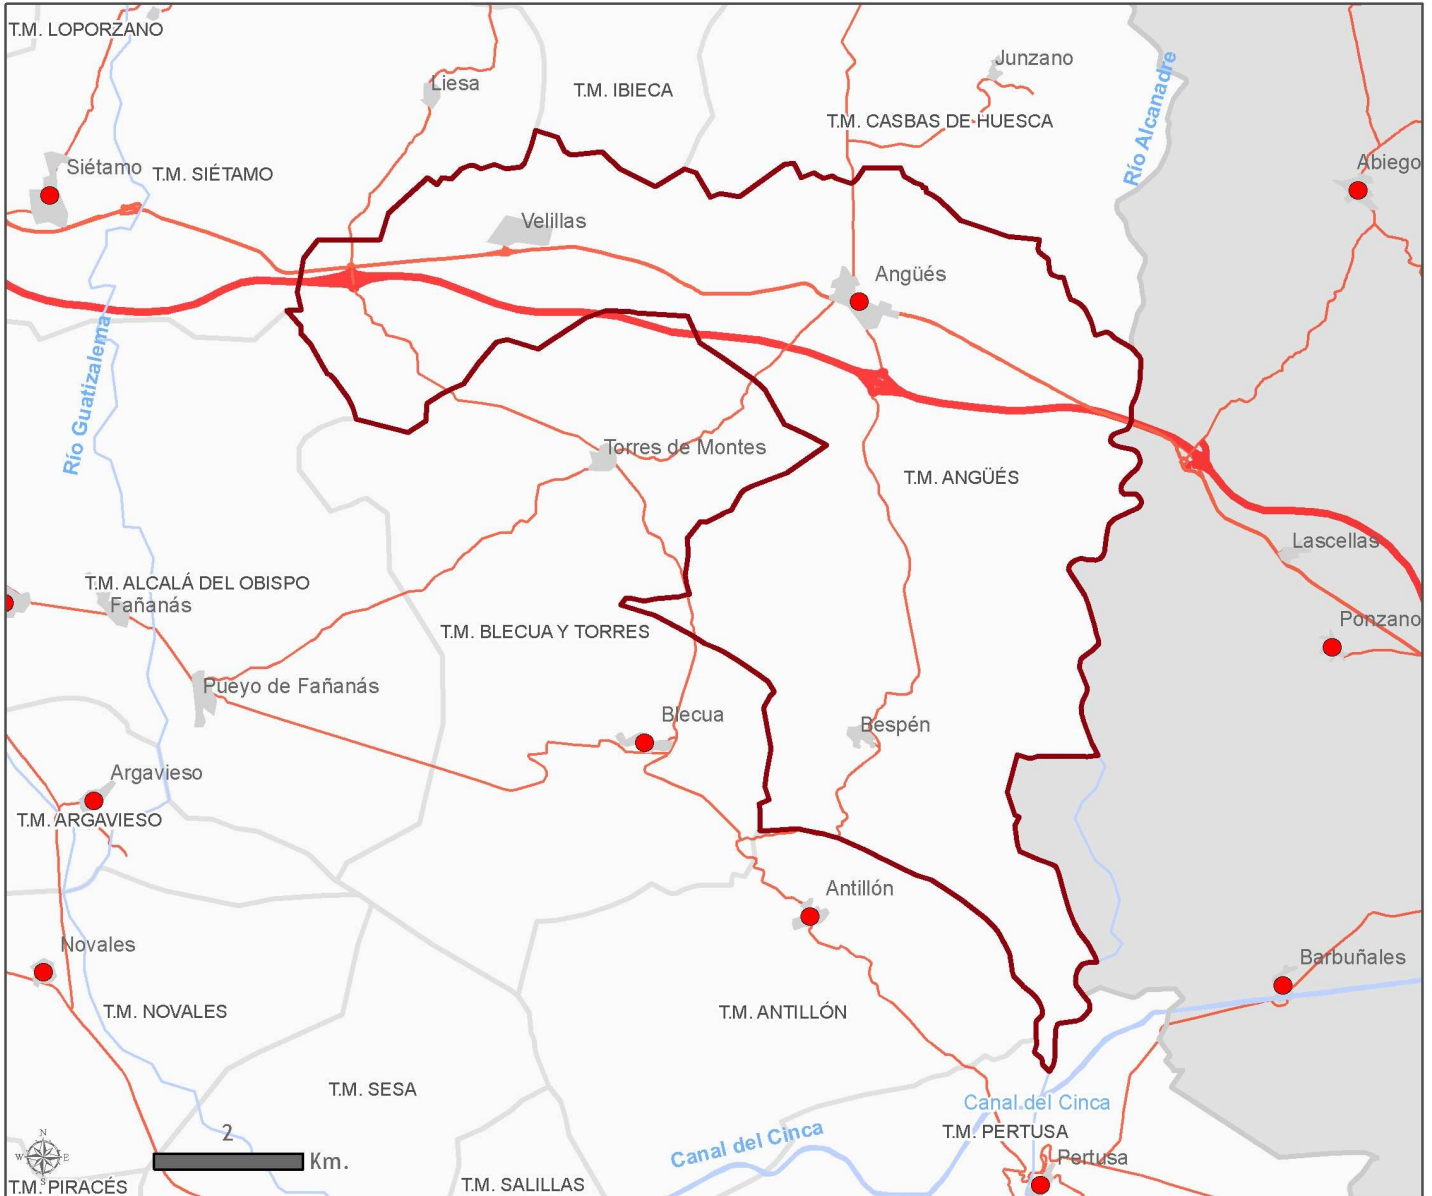 T.M. LOPORZANO
Junzano
Liesa
T.M. IBIECA
Río Alcanadre
T.M. CASBAS DE HUESCA
Abiego
Siétamo
T.M. SIÉTAMO
Velillas
Angüés
Río Guatizalema
Torres de Montes
T.M. ANGÜÉS
Lascellas
T.M. ALCALÁ DEL OBISPO
Fañanás
Ponzano
T.M. BLECUA Y TORRES
Pueyo de Fañanás
Blecua
Bespén
Argavieso
T.M. ARGAVIESO
Antillón
Novales
Barbuñales
T.M. NOVALES
T.M. ANTILLÓN
T.M. SESA
Canal del Cinca
Canal del Cinca
T.M. PERTUSA
2
Km.
N
W
E
S
Pertusa
T.M. PIRACÉS
T.M. SALILLAS